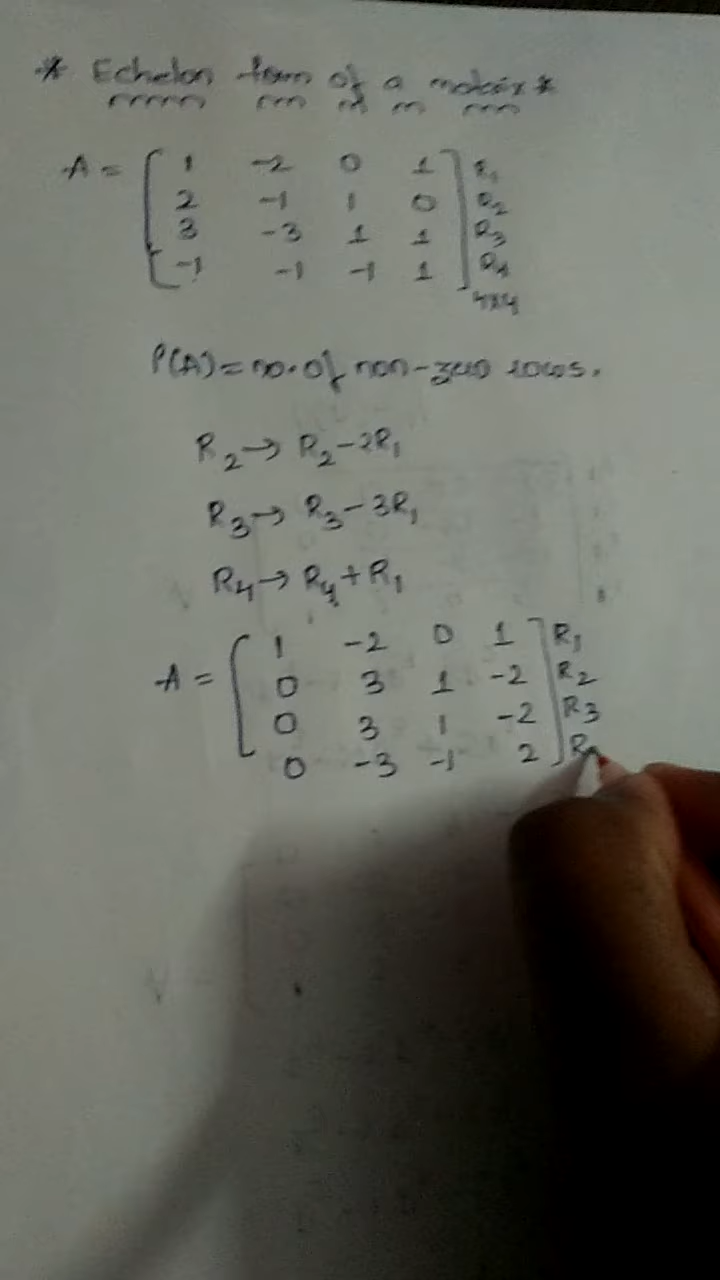 * Echelon form of a matrix *
A = [ 1 -2 0 1 ] R1
2 -1 1 0 R2
3 -3 1 1 R3
-1 -1 -1 1 R4
4x4
P(A) = no. of non-zero rows.
R2 → R2 - 2R1
R3 → R3 - 3R1
R4 → R4 + R1
A = [ 1 -2 0 1 ] R1
0 3 1 -2 R2
0 3 1 -2 R3
0 -3 -1 2 R